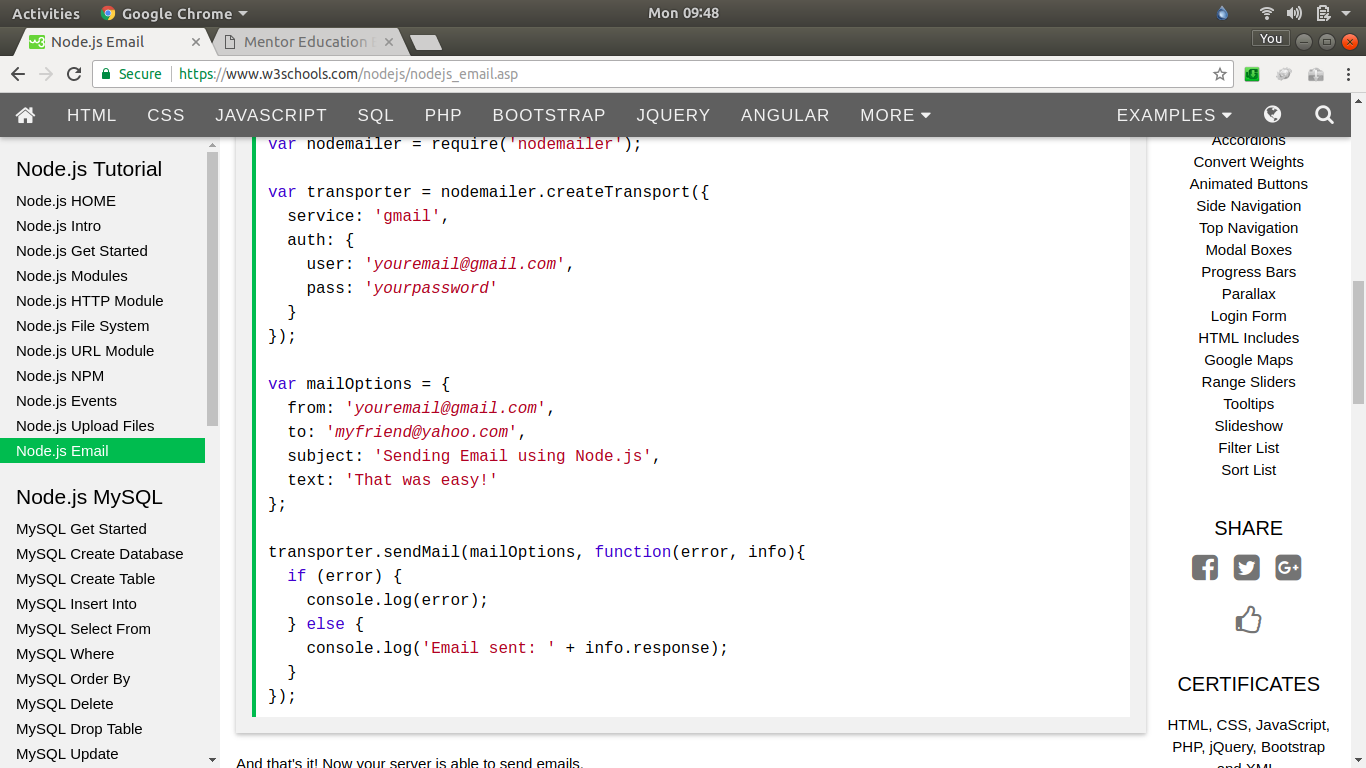 Activities Google Chrome Mon 09:48
Node.js Email Mentor Education You
Secure https://www.w3schools.com/nodejs/nodejs_email.asp
HTML CSS JAVASCRIPT SQL PHP BOOTSTRAP JQUERY ANGULAR MORE EXAMPLES
Node.js Tutorial
Node.js HOME
Node.js Intro
Node.js Get Started
Node.js Modules
Node.js HTTP Module
Node.js File System
Node.js URL Module
Node.js NPM
Node.js Events
Node.js Upload Files
Node.js Email
Node.js MySQL
MySQL Get Started
MySQL Create Database
MySQL Create Table
MySQL Insert Into
MySQL Select From
MySQL Where
MySQL Order By
MySQL Delete
MySQL Drop Table
MySQL Update
var nodemailer = require('nodemailer');
var transporter = nodemailer.createTransport({
  service: 'gmail',
  auth: {
    user: 'youremail@gmail.com',
    pass: 'yourpassword'
  }
});
var mailOptions = {
  from: 'youremail@gmail.com',
  to: 'myfriend@yahoo.com',
  subject: 'Sending Email using Node.js',
  text: 'That was easy!'
};
transporter.sendMail(mailOptions, function(error, info){
  if (error) {
    console.log(error);
  } else {
    console.log('Email sent: ' + info.response);
  }
});
And that's it! Now your server is able to send emails.
Accordions
Convert Weights
Animated Buttons
Side Navigation
Top Navigation
Modal Boxes
Progress Bars
Parallax
Login Form
HTML Includes
Google Maps
Range Sliders
Tooltips
Slideshow
Filter List
Sort List
SHARE
CERTIFICATES
HTML, CSS, JavaScript,
PHP, jQuery, Bootstrap
and XML